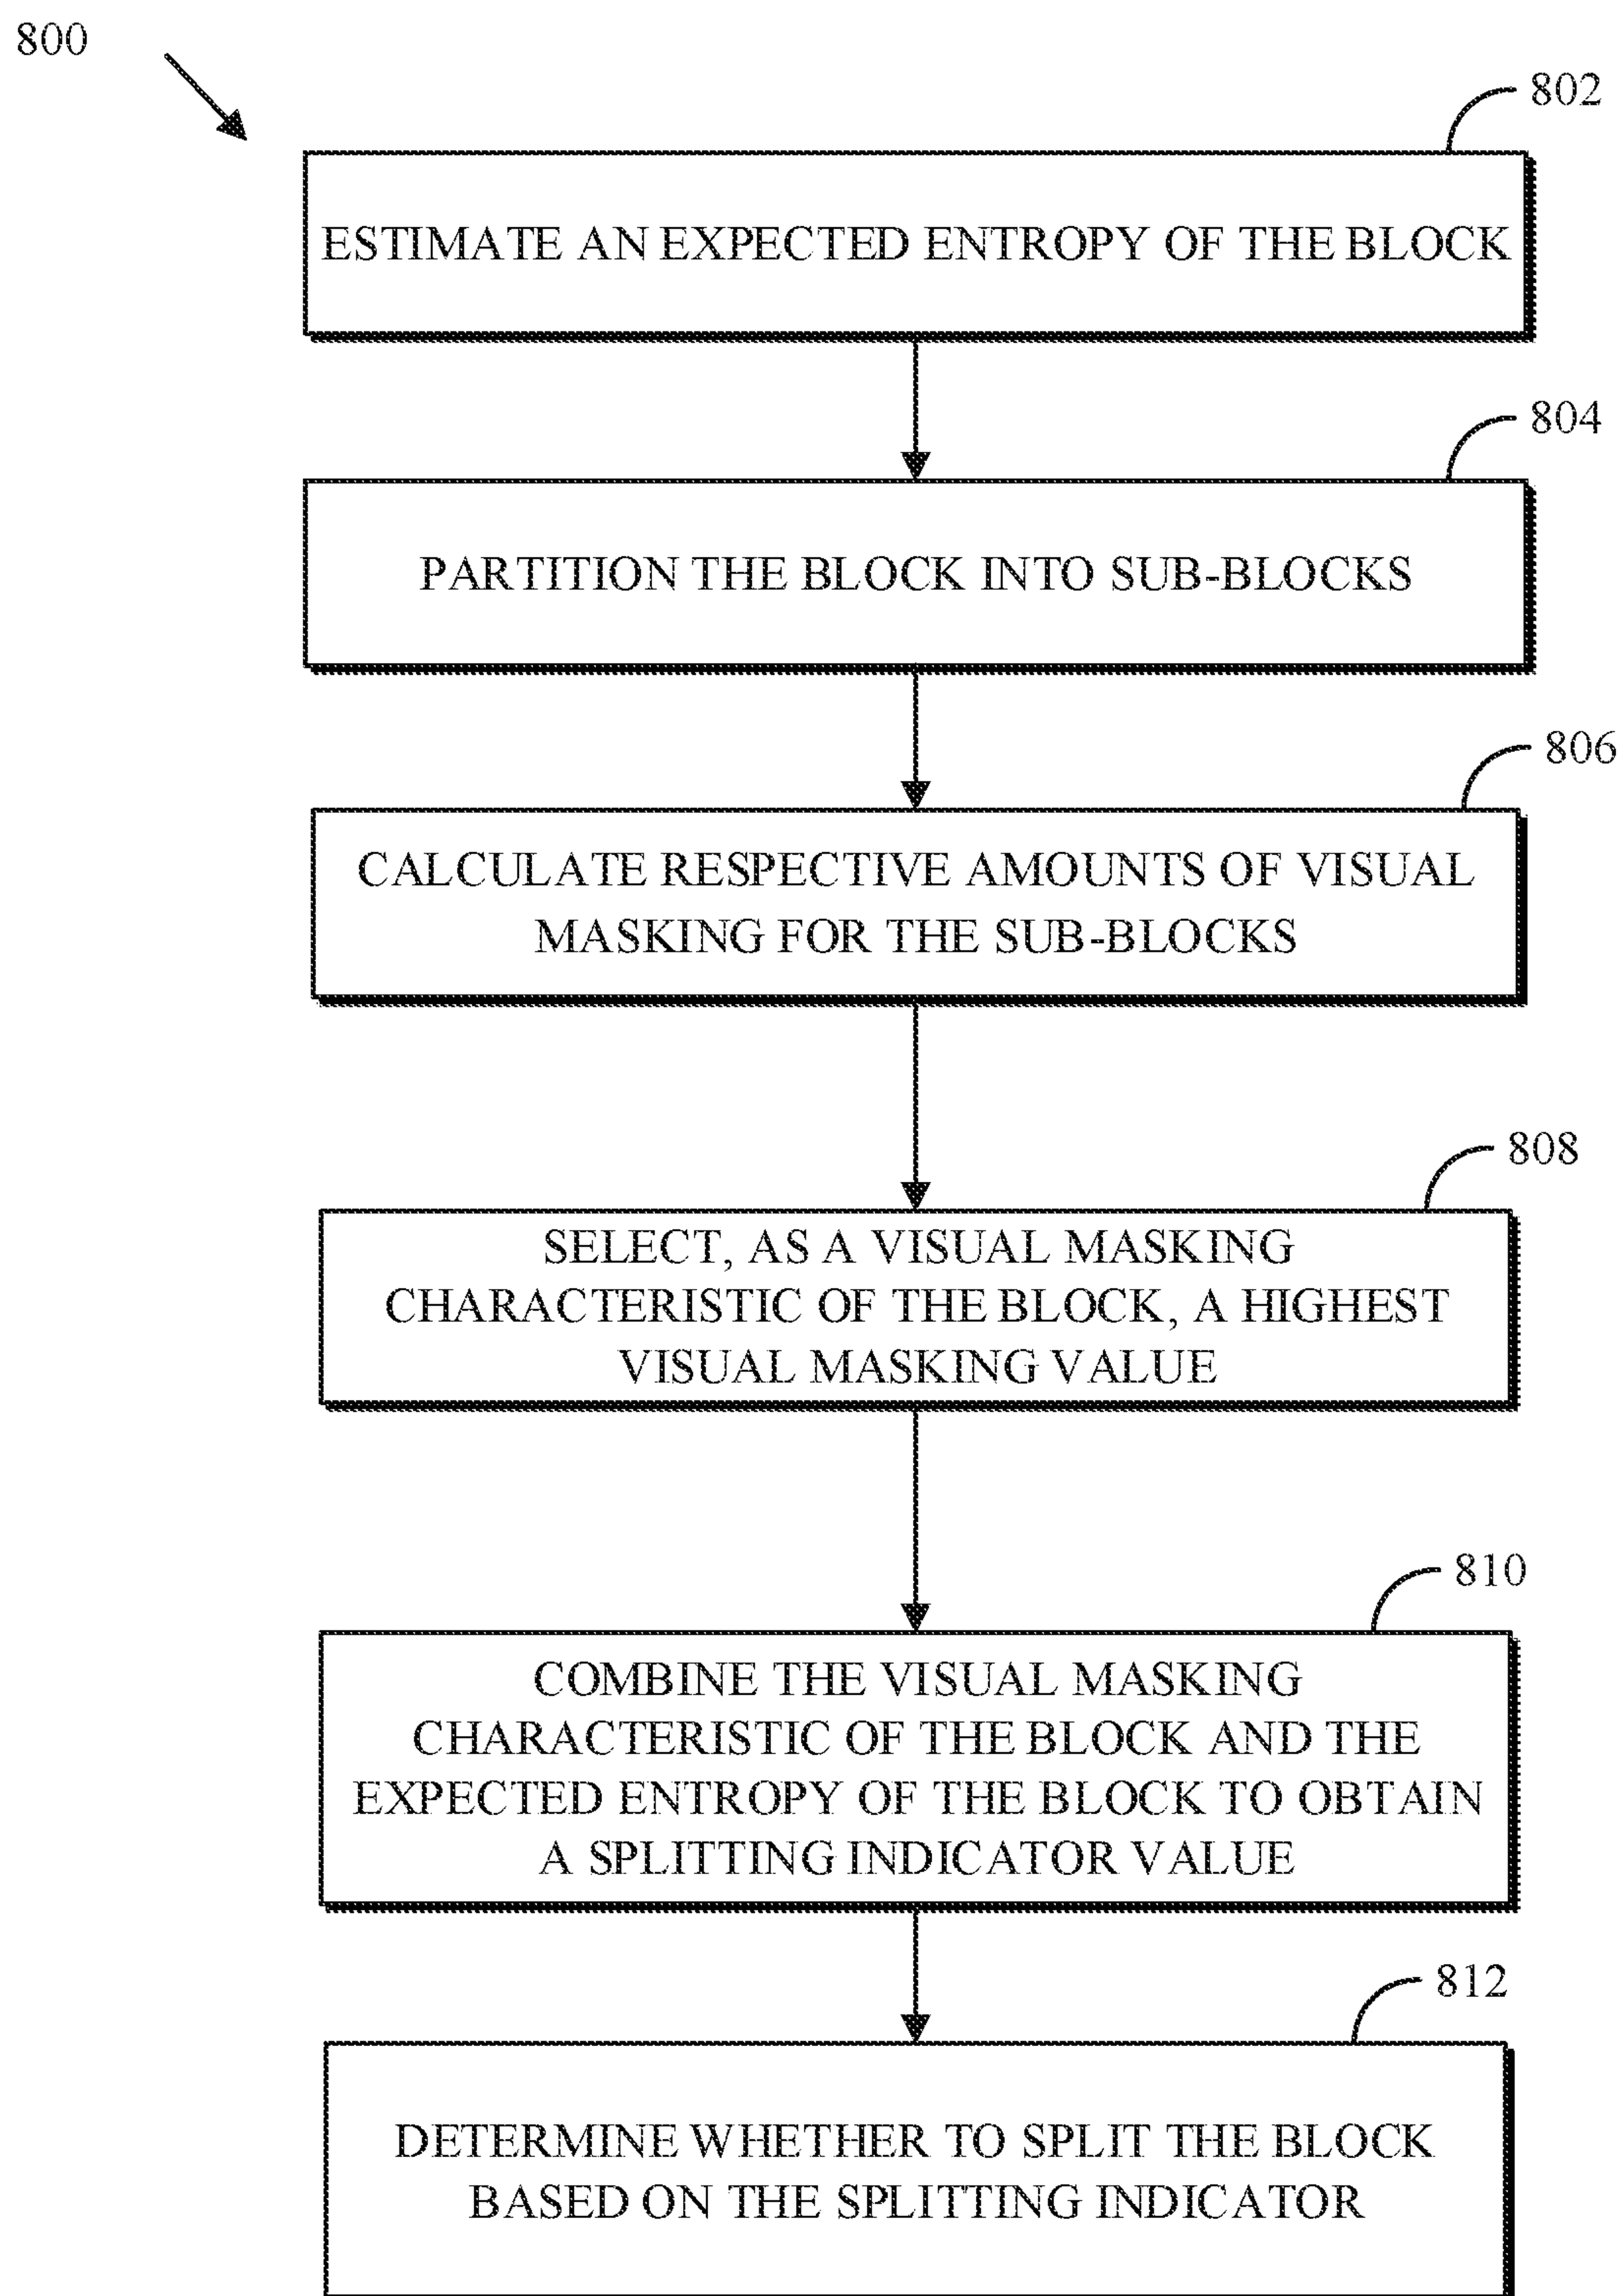 800
802
ESTIMATE AN EXPECTED ENTROPY OF THE BLOCK
804
PARTITION THE BLOCK INTO SUB-BLOCKS
806
CALCULATE RESPECTIVE AMOUNTS OF VISUAL
MASKING FOR THE SUB-BLOCKS
808
SELECT, AS A VISUAL MASKING
CHARACTERISTIC OF THE BLOCK, A HIGHEST
VISUAL MASKING VALUE
810
COMBINE THE VISUAL MASKING
CHARACTERISTIC OF THE BLOCK AND THE
EXPECTED ENTROPY OF THE BLOCK TO OBTAIN
A SPLITTING INDICATOR VALUE
812
DETERMINE WHETHER TO SPLIT THE BLOCK
BASED ON THE SPLITTING INDICATOR